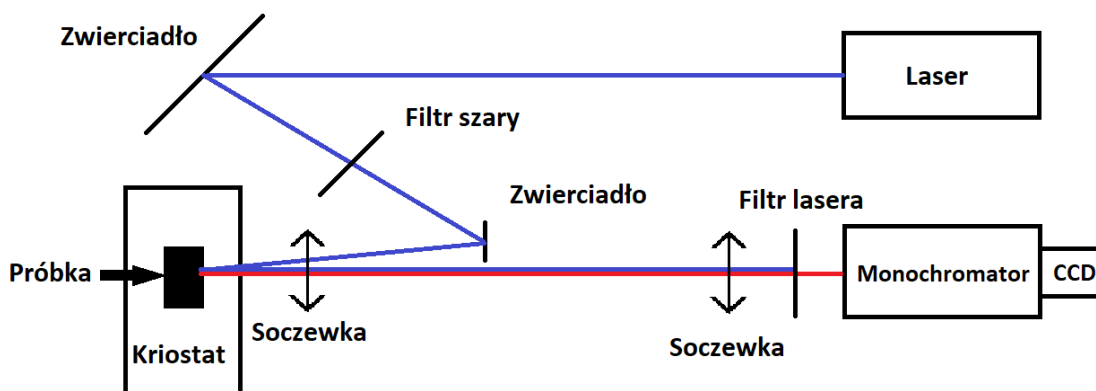 Zwierciadło
Laser
Filtr szary
Zwierciadło
Filtr lasera
Próbka
Monochromator
CCD
Soczewka
Soczewka
Kriostat